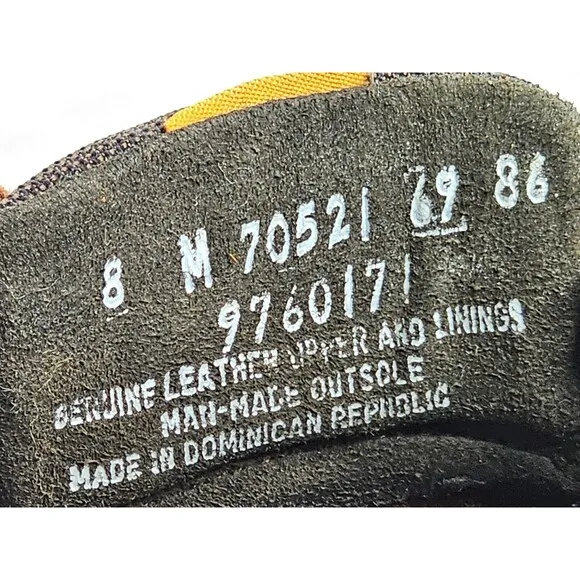 8 M 70521 69 86
9760171
GENUINE LEATHER UPPER AND LININGS
MAN-MADE OUTSOLE
MADE IN DOMINICAN REPUBLIC